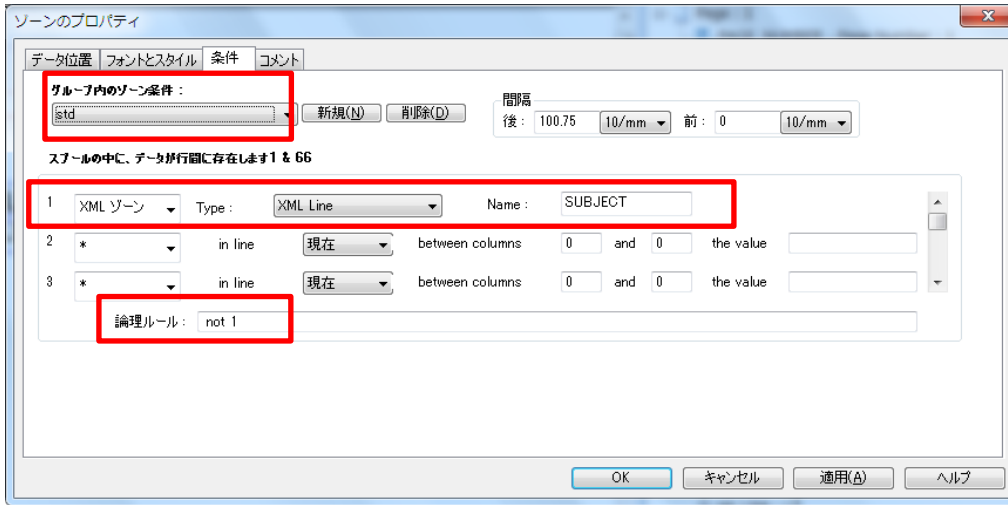 ゾーンのプロパティ
データ位置 フォントとスタイル 条件 コメント
グループ内のゾーン条件：
std 新規(N) 削除(D)
間隔
後： 100.75 10/mm 前： 0 10/mm
スプールの中に、データが行間に存在します1 & 66
1 XML ゾーン Type : XML Line Name : SUBJECT
2 * in line 現在 between columns 0 and 0 the value
3 * in line 現在 between columns 0 and 0 the value
論理ルール： not 1
OK キャンセル 適用(A) ヘルプ